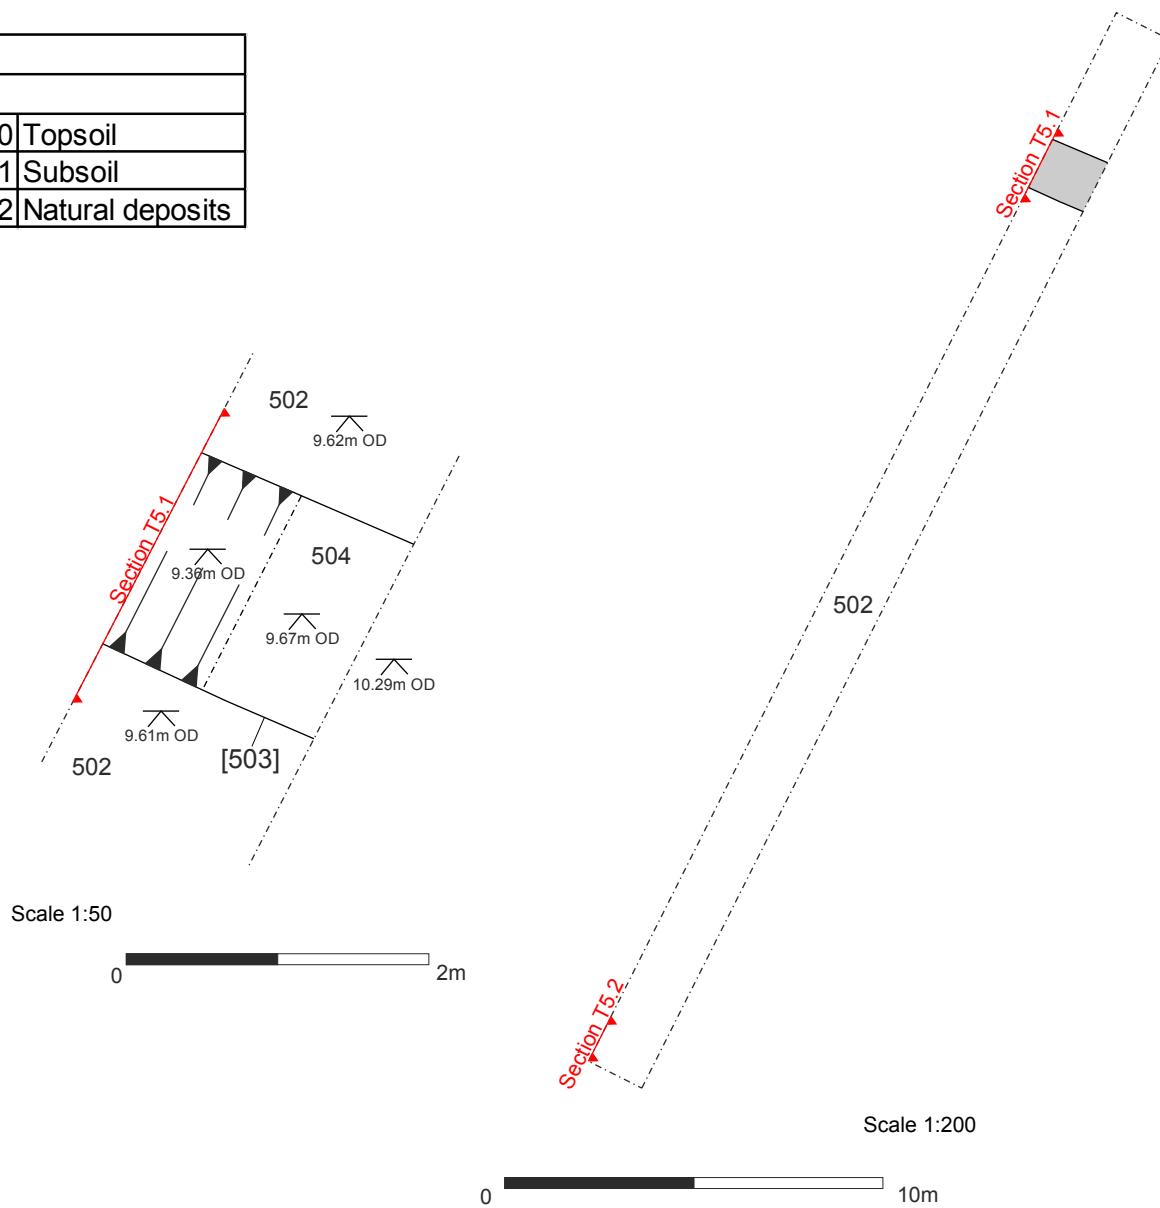 0 Topsoil
1 Subsoil
2 Natural deposits
Section T5.1
502
9.62m OD
Section T5.1
9.36m OD
504
9.67m OD
10.29m OD
9.61m OD
[503]
502
502
Scale 1:50
0 2m
Section T5.2
Scale 1:200
0 10m